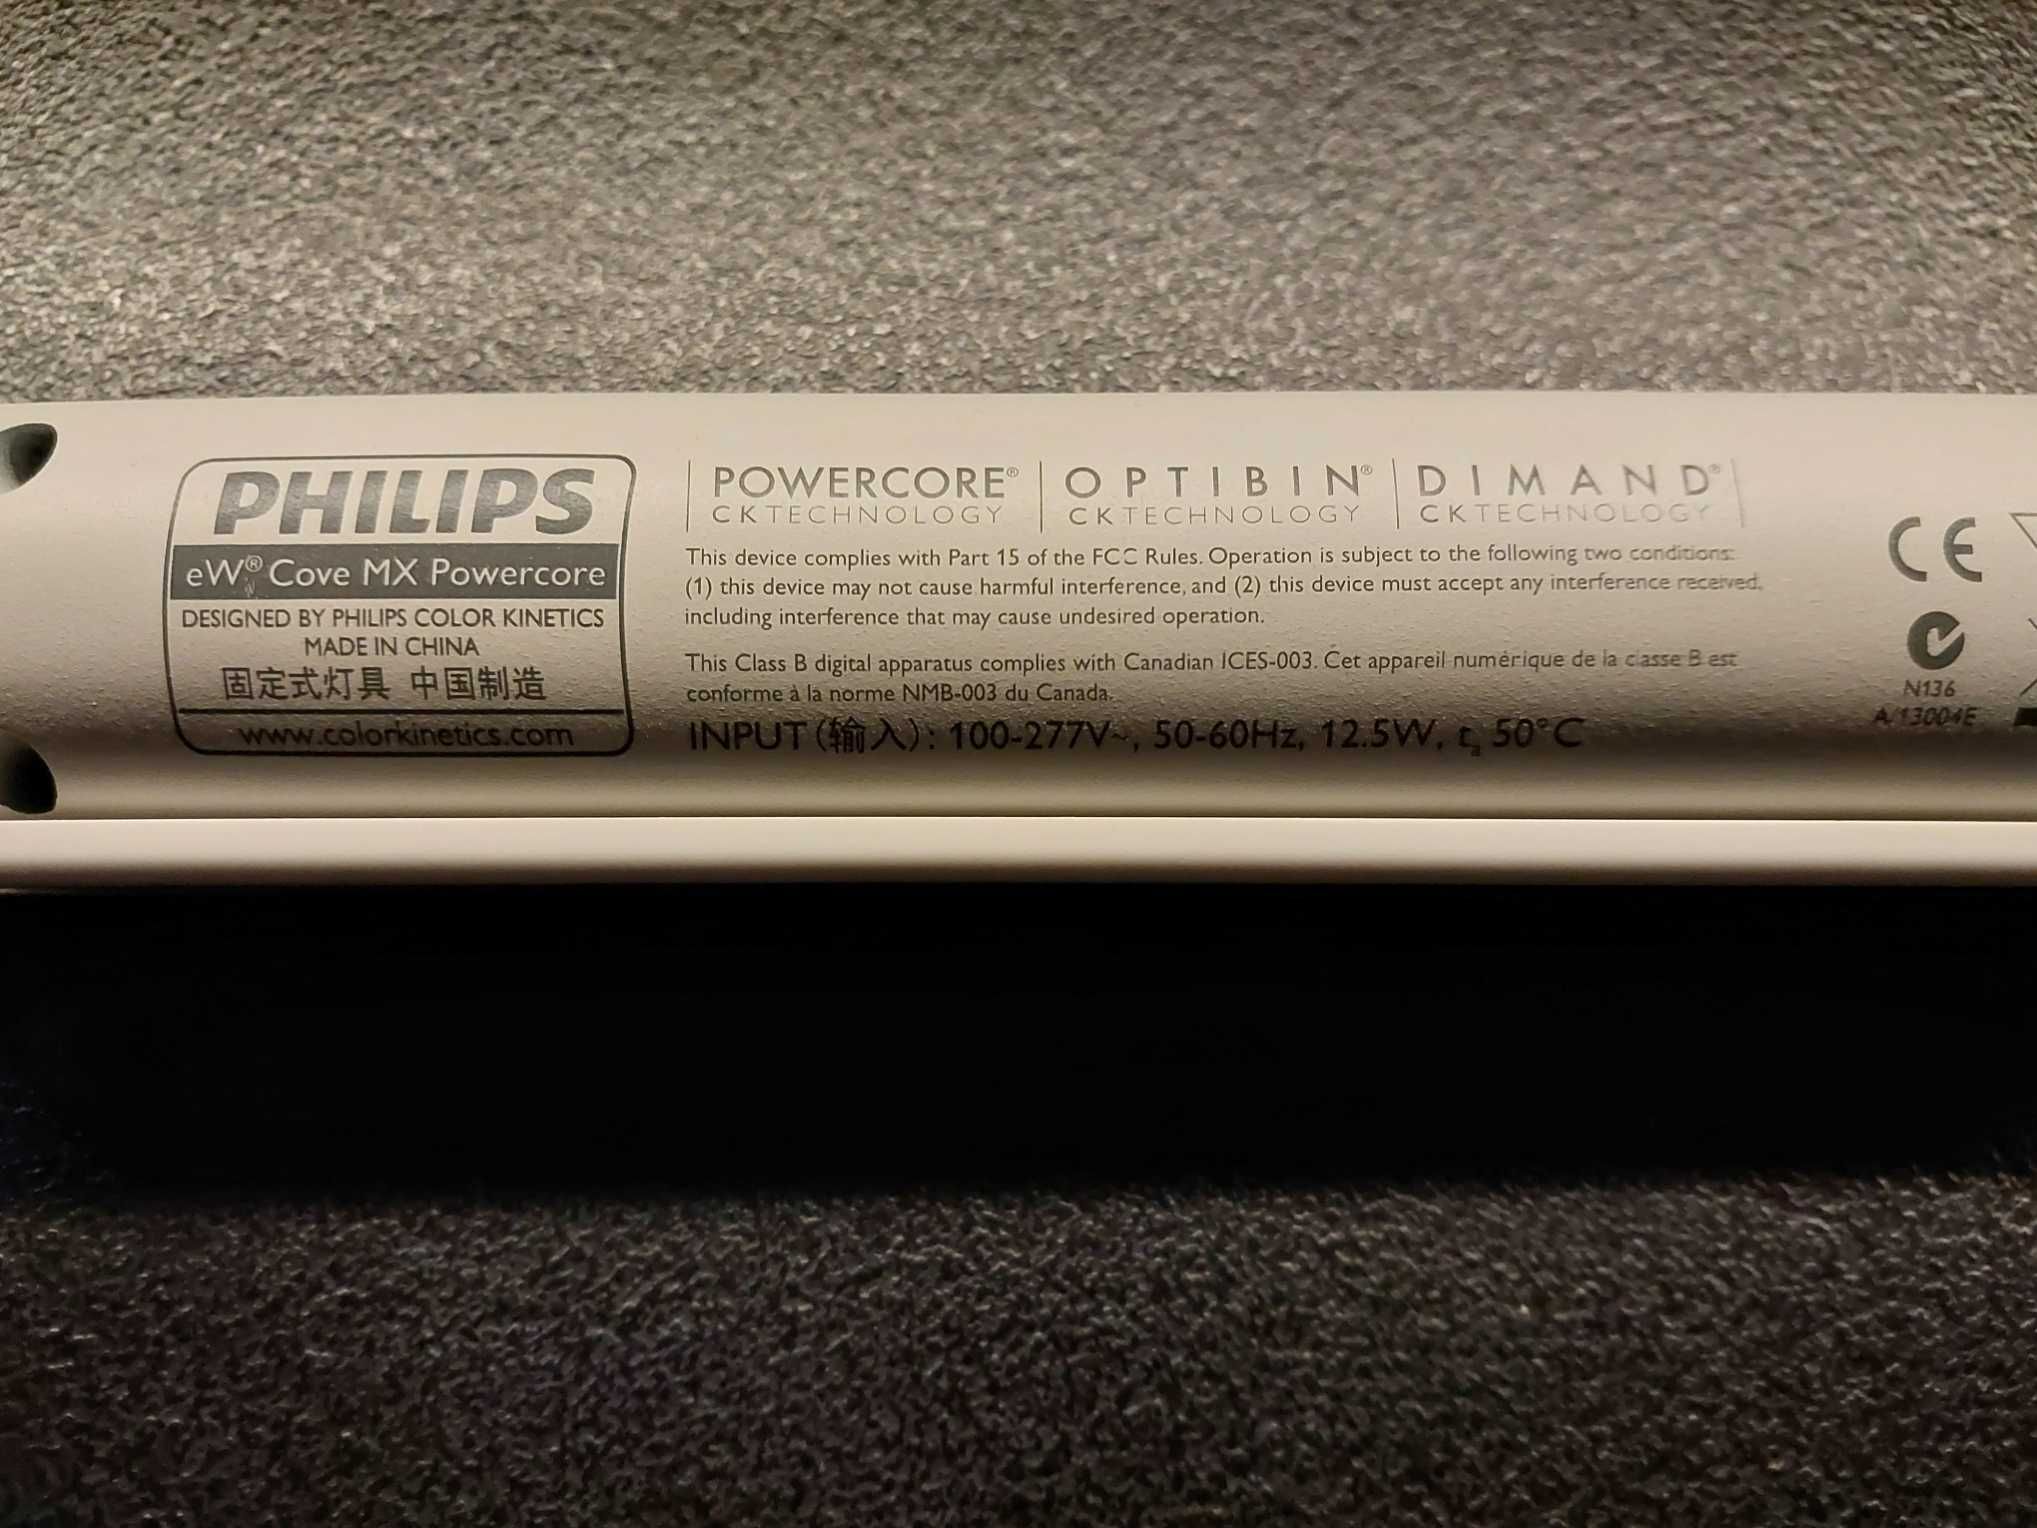 PHILIPS
eW® Cove MX Powercore
DESIGNED BY PHILIPS COLOR KINETICS
MADE IN CHINA
固定式灯具 中国制造
www.colorkinetics.com
POWERCORE®
CKTECHNOLOGY
OPTIBIN®
CKTECHNOLOGY
DIMAND®
CKTECHNOLOGY
This device complies with Part 15 of the FCC Rules. Operation is subject to the following two conditions:
(1) this device may not cause harmful interference, and (2) this device must accept any interference received,
including interference that may cause undesired operation.
This Class B digital apparatus complies with Canadian ICES-003. Cet appareil numérique de la classe B est
conforme à la norme NMB-003 du Canada.
INPUT (输入): 100-277V~, 50-60Hz, 12.5W, ta 50°C
CE
N136
A/13004E